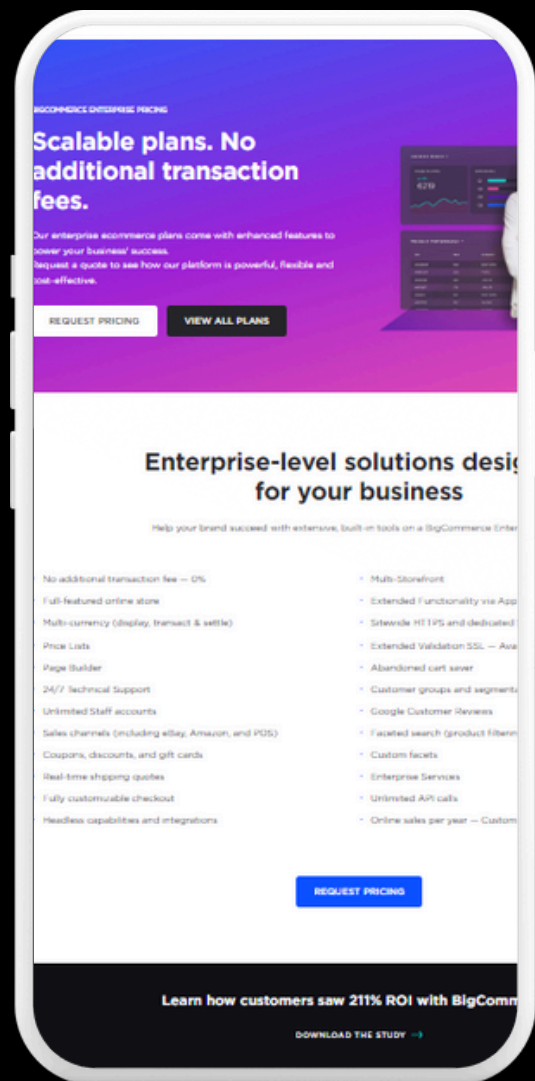 BIGCOMMERCE ENTERPRISE PRICING
Scalable plans. No
additional transaction
fees.
Our enterprise ecommerce plans come with enhanced features to
power your business' success.
Request a quote to see how our platform is powerful, flexible and
cost-effective.
REQUEST PRICING
VIEW ALL PLANS
6219
Enterprise-level solutions desig
for your business
Help your brand succeed with extensive, built-in tools on a BigCommerce Enter
No additional transaction fee — 0%
Full-featured online store
Multi-currency (display, transact & settle)
Price Lists
Page Builder
24/7 Technical Support
Unlimited Staff accounts
Sales channels (including eBay, Amazon, and POS)
Coupons, discounts, and gift cards
Real-time shipping quotes
Fully customizable checkout
Headless capabilities and integrations
Multi-Storefront
Extended Functionality via App
Sitewide HTTPS and dedicated
Extended Validation SSL — Ava
Abandoned cart saver
Customer groups and segmenta
Google Customer Reviews
Faceted search (product filterin
Custom facets
Enterprise Services
Unlimited API calls
Online sales per year — Custom
REQUEST PRICING
Learn how customers saw 211% ROI with BigComm
DOWNLOAD THE STUDY →